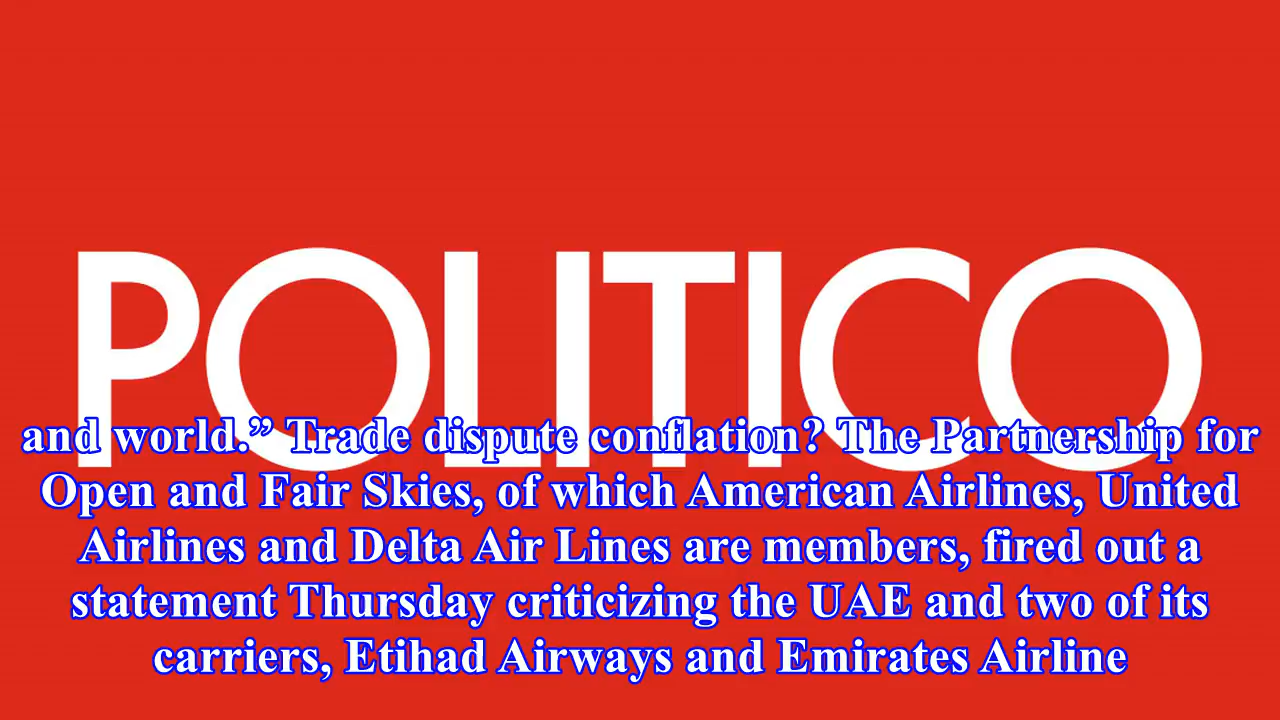 POLITICO
and world.” Trade dispute conflation? The Partnership for
Open and Fair Skies, of which American Airlines, United
Airlines and Delta Air Lines are members, fired out a
statement Thursday criticizing the UAE and two of its
carriers, Etihad Airways and Emirates Airline